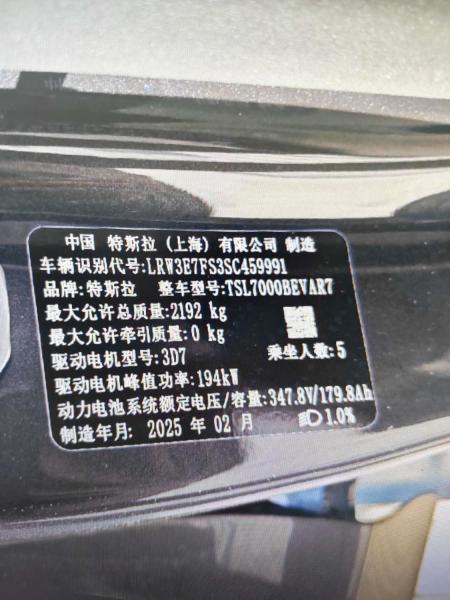 中国 特斯拉（上海）有限公司 制造
车辆识别代号:LRW3E7FS3SC459991
品牌:特斯拉 整车型号:TSL7000BEVAR7
最大允许总质量:2192 kg
最大允许牵引质量:0 kg
驱动电机型号:3D7 乘坐人数:5
驱动电机峰值功率:194kW
动力电池系统额定电压/容量:347.8V/179.8Ah
制造年月: 2025 年 02 月 1.0%